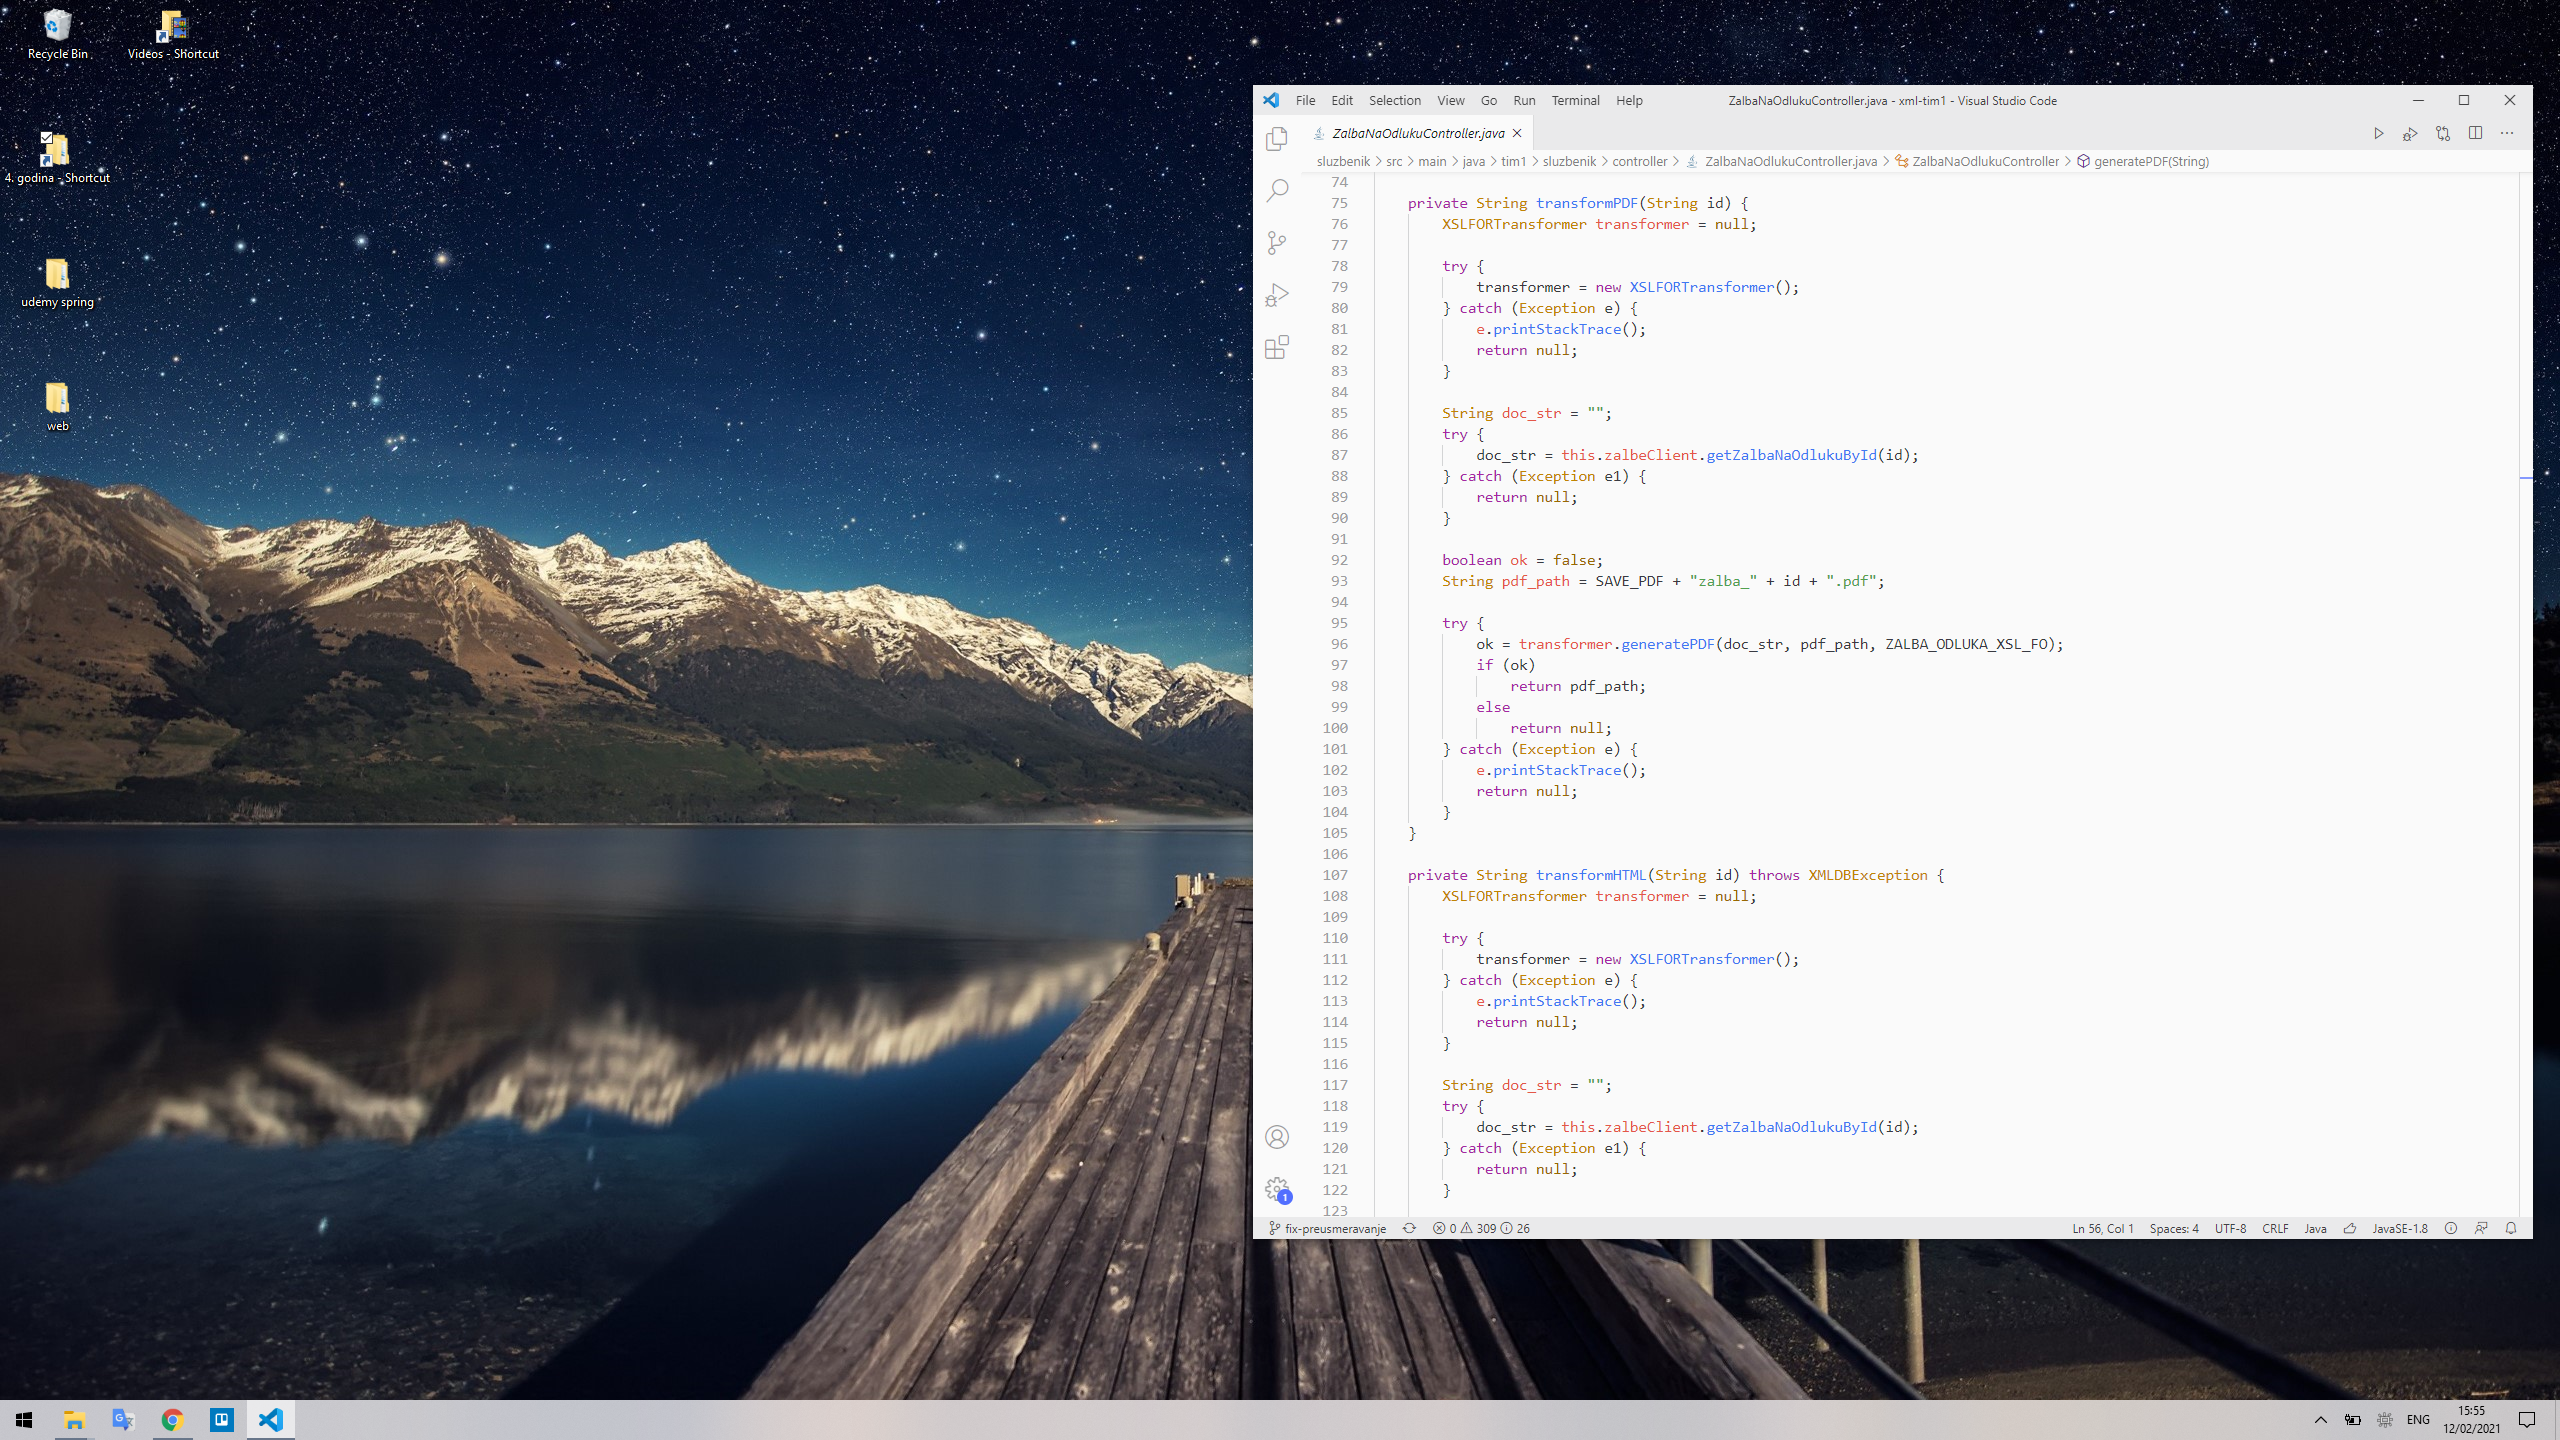 Recycle Bin
Videos - Shortcut
4. godina - Shortcut
udemy spring
web
File Edit Selection View Go Run Terminal Help
ZalbaNaOdlukuController.java - xml-tim1 - Visual Studio Code
ZalbaNaOdlukuController.java
sluzbenik > src > main > java > tim1 > sluzbenik > controller > ZalbaNaOdlukuController.java > ZalbaNaOdlukuController > generatePDF(String)
74
75 private String transformPDF(String id) {
76 XSLFORTransformer transformer = null;
77
78 try {
79 transformer = new XSLFORTransformer();
80 } catch (Exception e) {
81 e.printStackTrace();
82 return null;
83 }
84
85 String doc_str = "";
86 try {
87 doc_str = this.zalbeClient.getZalbaNaOdlukuById(id);
88 } catch (Exception e1) {
89 return null;
90 }
91
92 boolean ok = false;
93 String pdf_path = SAVE_PDF + "zalba_" + id + ".pdf";
94
95 try {
96 ok = transformer.generatePDF(doc_str, pdf_path, ZALBA_ODLUKA_XSL_FO);
97 if (ok)
98 return pdf_path;
99 else
100 return null;
101 } catch (Exception e) {
102 e.printStackTrace();
103 return null;
104 }
105 }
106
107 private String transformHTML(String id) throws XMLDBException {
108 XSLFORTransformer transformer = null;
109
110 try {
111 transformer = new XSLFORTransformer();
112 } catch (Exception e) {
113 e.printStackTrace();
114 return null;
115 }
116
117 String doc_str = "";
118 try {
119 doc_str = this.zalbeClient.getZalbaNaOdlukuById(id);
120 } catch (Exception e1) {
121 return null;
122 }
123
1
fix-preusmeravanje 0 309 26
Ln 56, Col 1 Spaces: 4 UTF-8 CRLF Java JavaSE-1.8
ENG
15:55
12/02/2021